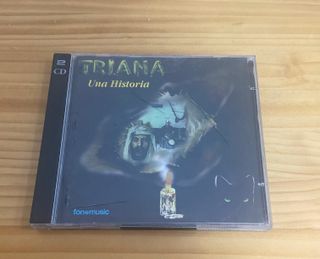 2
CD
TRIANA
Una Historia
fonomusic